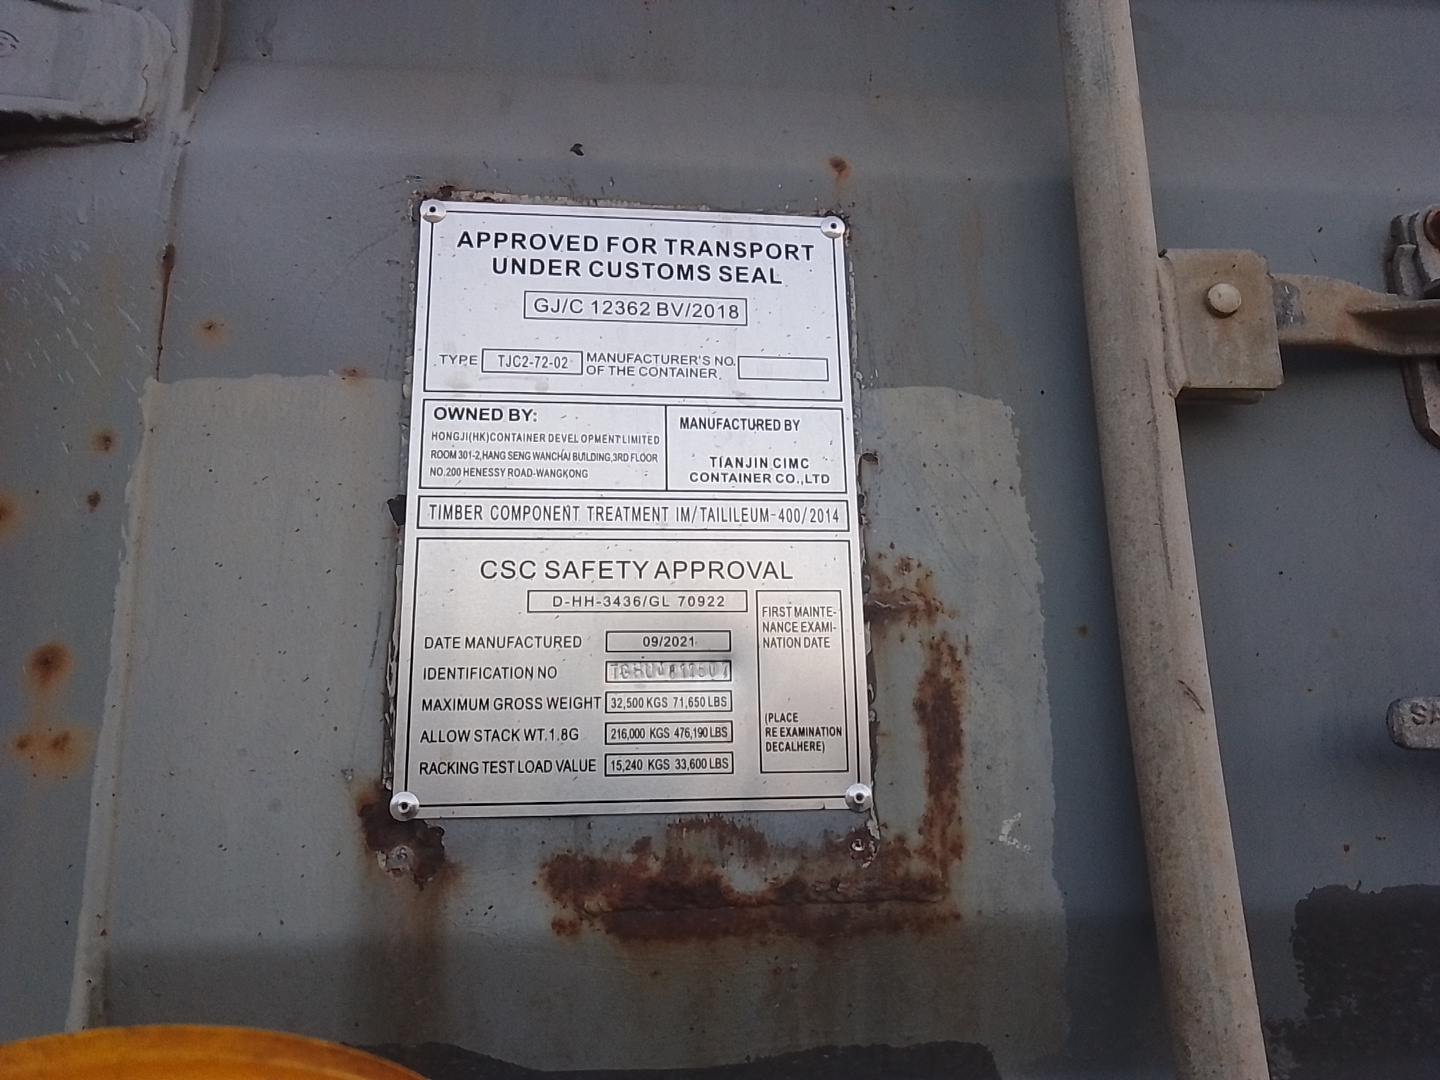 APPROVED FOR TRANSPORT
UNDER CUSTOMS SEAL
GJ/C 12362 BV/2018
TYPE TJC2-72-02 MANUFACTURER'S NO.
OF THE CONTAINER.
OWNED BY:
HONGJI(HK)CONTAINER DEVEL OPMENT LIMITED
ROOM 301-2,HANG SENG WANCHAI BUILDING,3RD FLOOR
NO.200 HENESSY ROAD-WANGKONG
MANUFACTURED BY
TIANJIN CIMC
CONTAINER CO.,LTD
TIMBER COMPONENT TREATMENT IM/TAILILEUM-400/2014
CSC SAFETY APPROVAL
D-HH-3436/GL 70922
DATE MANUFACTURED 09/2021
IDENTIFICATION NO
MAXIMUM GROSS WEIGHT 32,500 KGS 71,650 LBS
ALLOW STACK WT.1.8G 216,000 KGS 476,190 LBS
RACKING TEST LOAD VALUE 15,240 KGS 33,600 LBS
FIRST MAINTE-
NANCE EXAMI-
NATION DATE
(PLACE
RE EXAMINATION
DECALHERE)